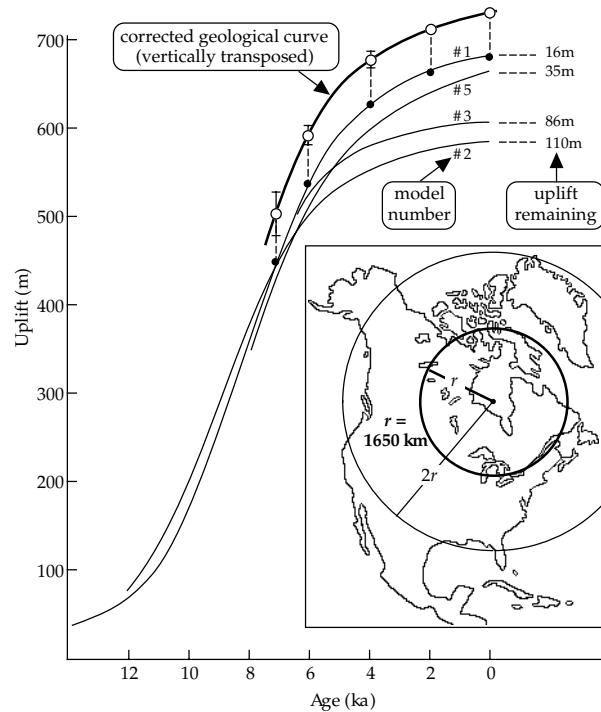 700
600
500
400
300
200
100
Uplift (m)
corrected geological curve
(vertically transposed)
#1
#5
#3
#2
16m
35m
86m
110m
model
number
uplift
remaining
r
r =
1650 km
2r
12
10
8
6
4
2
0
Age (ka)